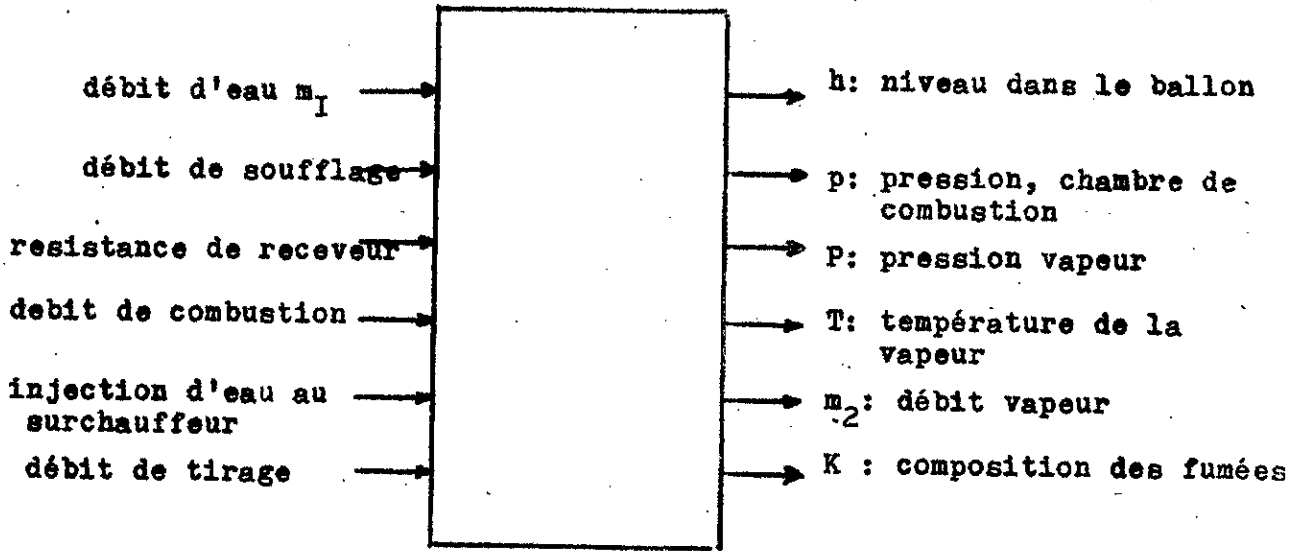 débit d'eau m_I
débit de soufflage
resistance de receveur
debit de combustion
injection d'eau au
surchauffeur
débit de tirage
h: niveau dans le ballon
p: pression, chambre de
combustion
P: pression vapeur
T: température de la
vapeur
m_2: débit vapeur
K : composition des fumées